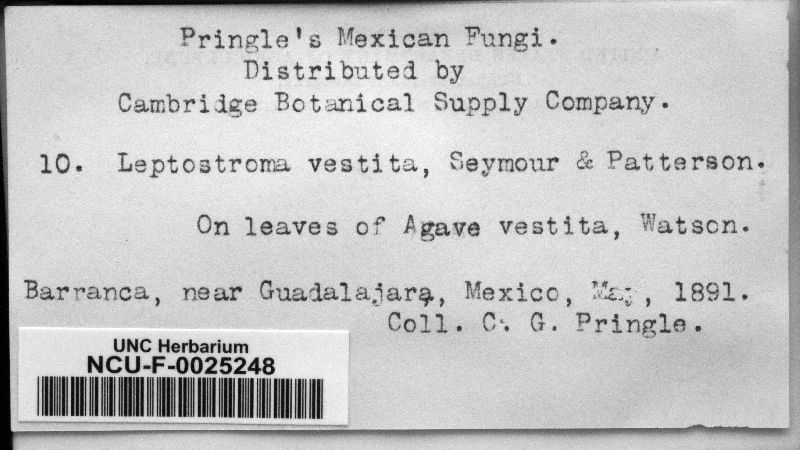 Pringle's Mexican Fungi.
Distributed by
Cambridge Botanical Supply Company.
10. Leptostroma vestita, Seymour & Patterson.
On leaves of Agave vestita, Watson.
Barranca, near Guadalajara, Mexico, May, 1891.
Coll. C. G. Pringle.
UNC Herbarium
NCU-F-0025248